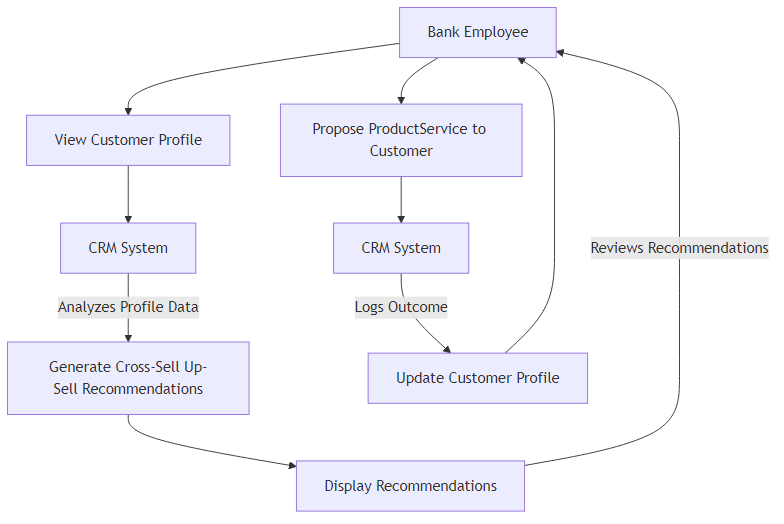 Bank Employee
View Customer Profile
Propose ProductService to
Customer
CRM System
CRM System
Reviews Recommendations
Analyzes Profile Data
Logs Outcome
Generate Cross-Sell Up-
Sell Recommendations
Update Customer Profile
Display Recommendations